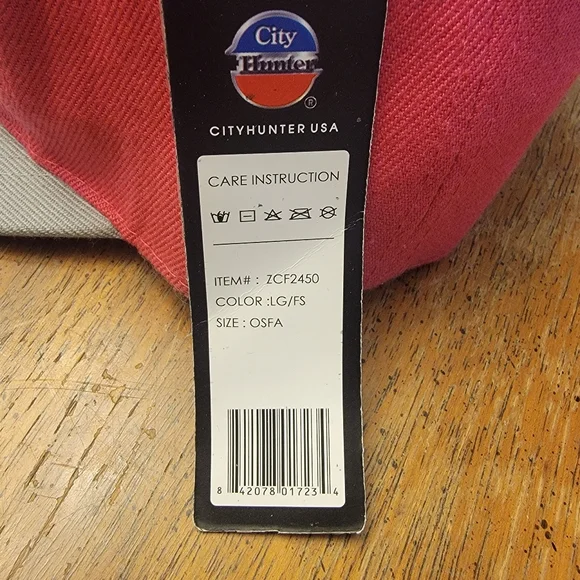 City
Hunter
®
CITYHUNTER USA
CARE INSTRUCTION
ITEM# : ZCF2450
COLOR :LG/FS
SIZE : OSFA
8 42078 01723 4